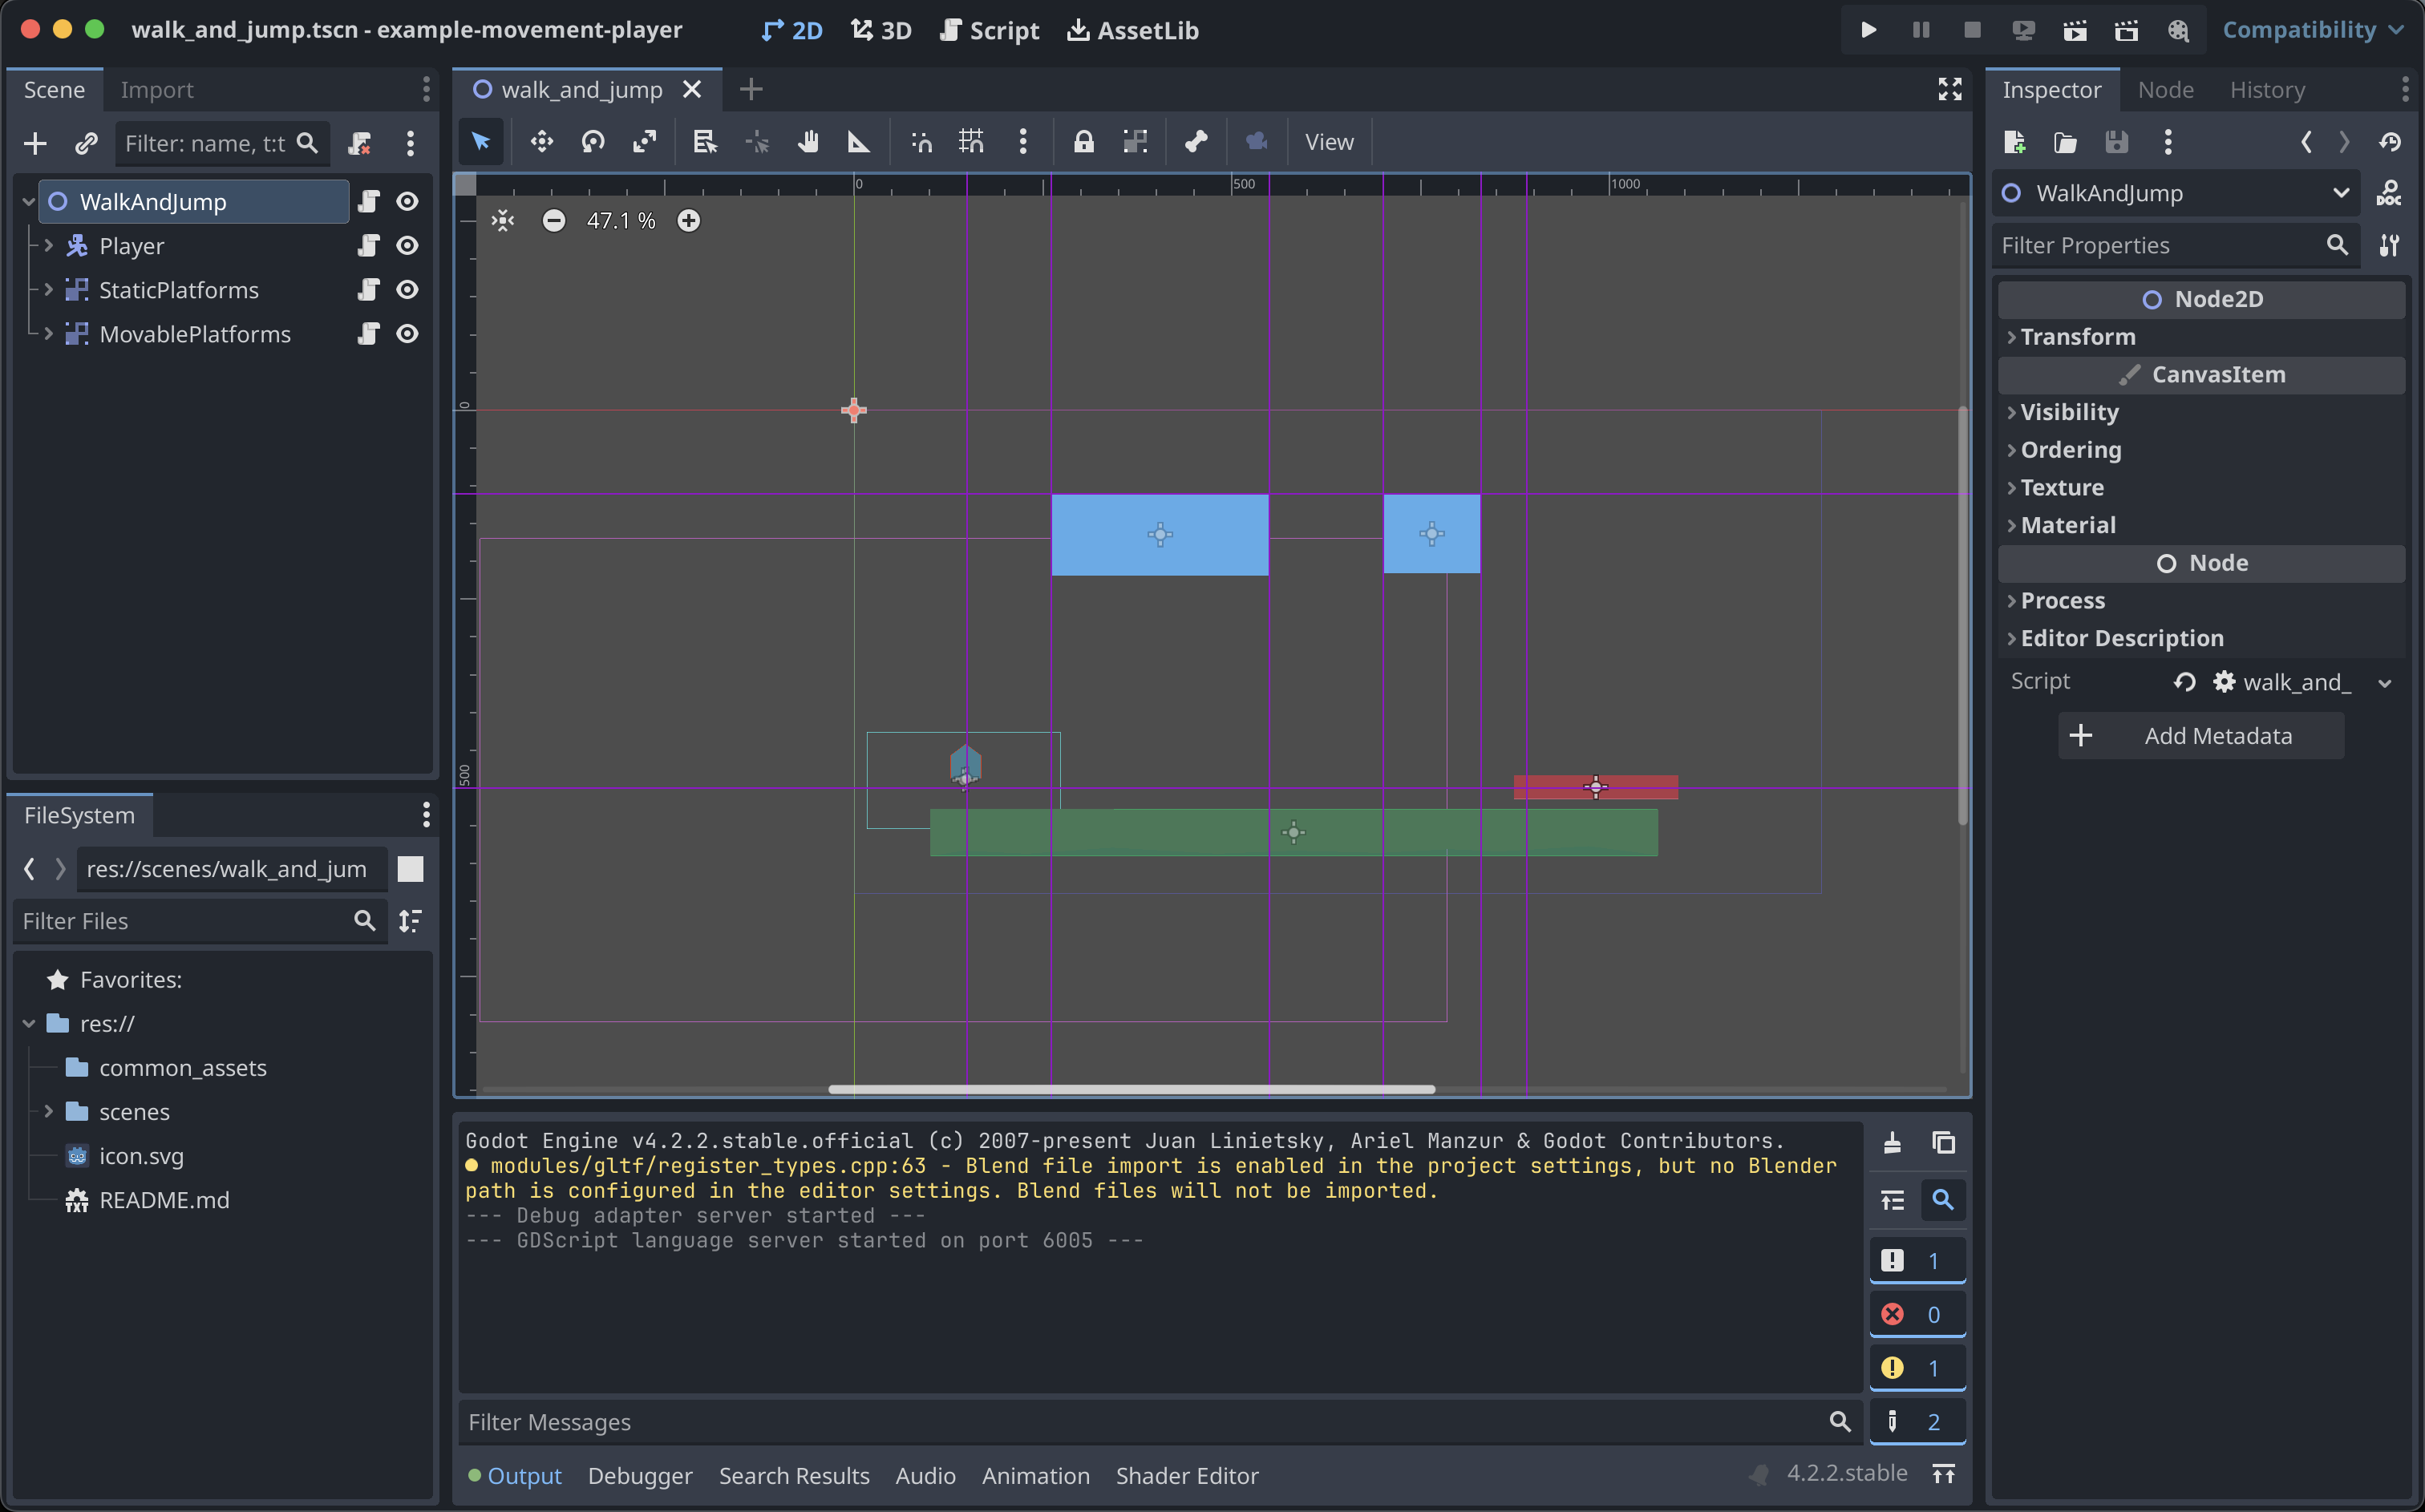 walk_and_jump.tscn - example-movement-player
2D
3D
Script
AssetLib
Compatibility
Scene
Import
Filter: name, t:t
WalkAndJump
Player
StaticPlatforms
MovablePlatforms
FileSystem
res://scenes/walk_and_jum
Filter Files
Favorites:
res://
common_assets
scenes
icon.svg
README.md
walk_and_jump
View
0
500
1000
47.1 %
0
500
Godot Engine v4.2.2.stable.official (c) 2007-present Juan Linietsky, Ariel Manzur & Godot Contributors.
modules/gltf/register_types.cpp:63 - Blend file import is enabled in the project settings, but no Blender
path is configured in the editor settings. Blend files will not be imported.
--- Debug adapter server started ---
--- GDScript language server started on port 6005 ---
1
0
1
2
Filter Messages
Output
Debugger
Search Results
Audio
Animation
Shader Editor
4.2.2.stable
Inspector
Node
History
WalkAndJump
DOC
Filter Properties
Node2D
Transform
CanvasItem
Visibility
Ordering
Texture
Material
Node
Process
Editor Description
Script
walk_and_
Add Metadata